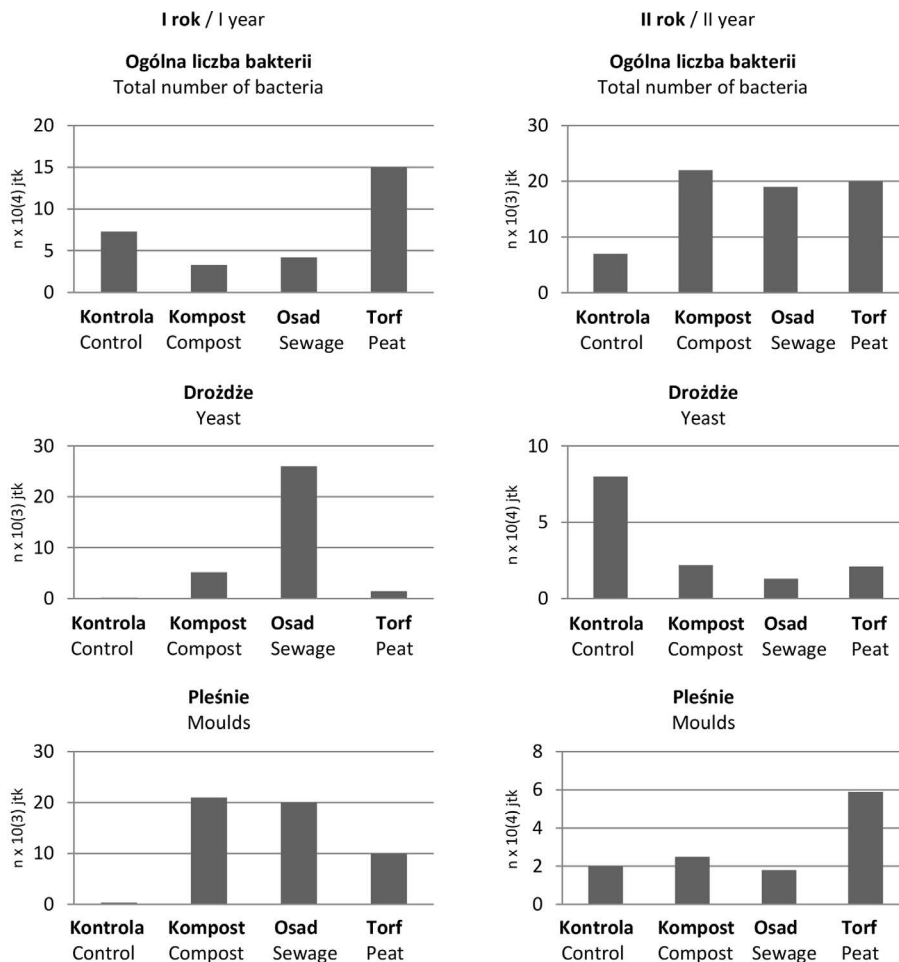 I rok / I year
Ogólna liczba bakterii
Total number of bacteria
n x 10(4) jtk
20
15
10
5
0
Kontrola Kompost Osad Torf
Control Compost Sewage Peat
II rok / II year
Ogólna liczba bakterii
Total number of bacteria
n x 10(3) jtk
30
20
10
0
Kontrola Kompost Osad Torf
Control Compost Sewage Peat
Drożdże
Yeast
n x 10(3) jtk
30
20
10
0
Kontrola Kompost Osad Torf
Control Compost Sewage Peat
Drożdże
Yeast
n x 10(4) jtk
10
5
0
Kontrola Kompost Osad Torf
Control Compost Sewage Peat
Pleśnie
Moulds
n x 10(3) jtk
30
20
10
0
Kontrola Kompost Osad Torf
Control Compost Sewage Peat
Pleśnie
Moulds
n x 10(4) jtk
8
6
4
2
0
Kontrola Kompost Osad Torf
Control Compost Sewage Peat